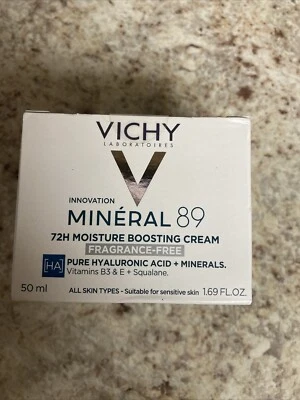 VICHY
LABORATOIRES
INNOVATION
MINÉRAL 89
72H MOISTURE BOOSTING CREAM
FRAGRANCE-FREE
[HA] PURE HYALURONIC ACID + MINERALS.
Vitamins B3 & E + Squalane.
50 ml ALL SKIN TYPES - Suitable for sensitive skin 1.69 FL.OZ.